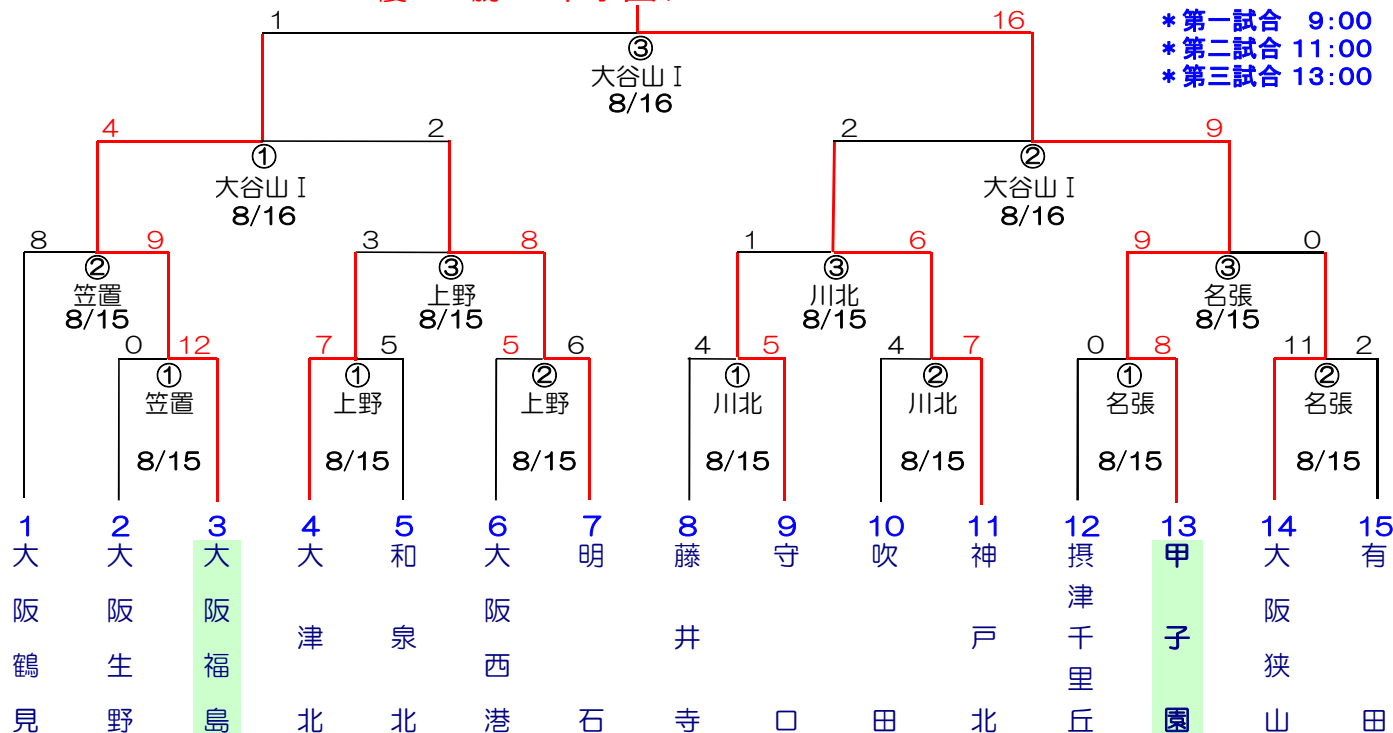 1
16
③
大谷山Ⅰ
8/16
*第一試合 9:00
*第二試合 11:00
*第三試合 13:00
4
2
①
大谷山Ⅰ
8/16
2
9
②
大谷山Ⅰ
8/16
8
9
②
笠置
8/15
3
8
③
上野
8/15
1
6
③
川北
8/15
9
0
③
名張
8/15
0
12
①
笠置
8/15
7
5
①
上野
8/15
5
6
②
上野
8/15
4
5
①
川北
8/15
4
7
②
川北
8/15
0
8
①
名張
8/15
11
2
②
名張
8/15
1
大阪鶴見
2
大阪生野
3
大阪福島
4
大津北
5
和泉北
6
大阪西港
7
明石
8
藤井寺
9
守口
10
吹田
11
神戸北
12
摂津千里丘
13
甲子園
14
大阪狭山
15
有田